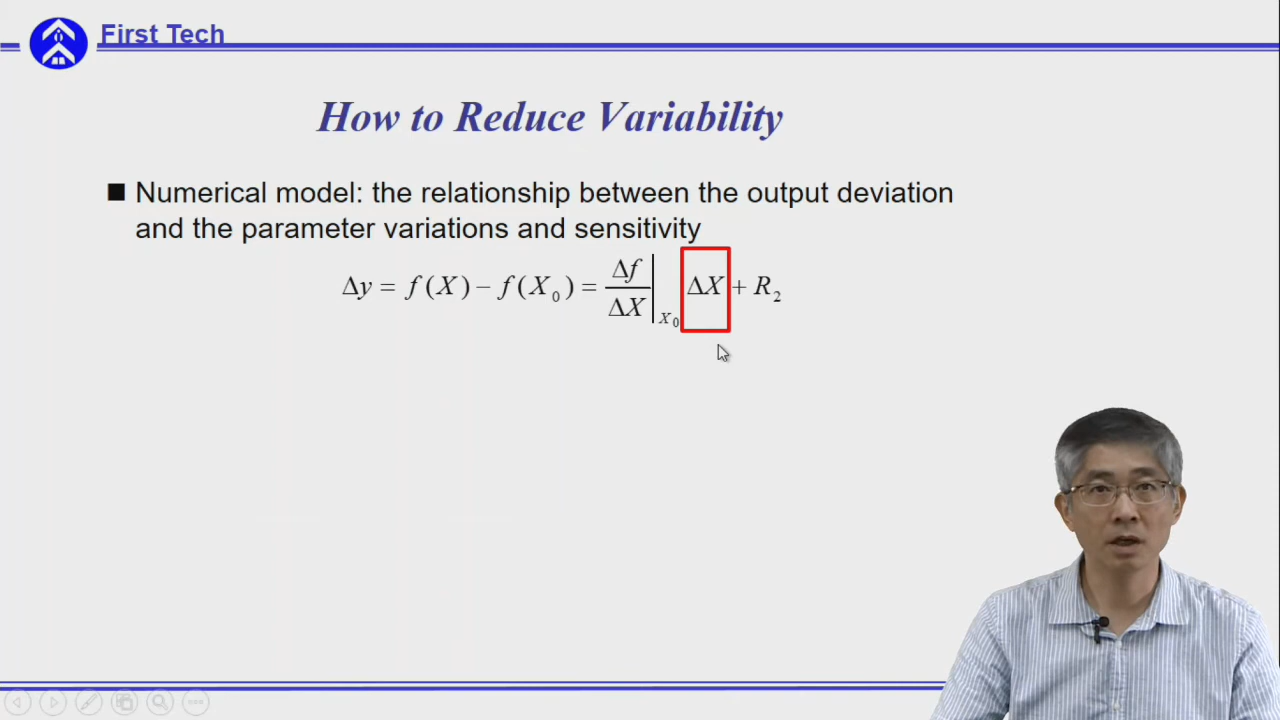 First Tech
How to Reduce Variability
■ Numerical model: the relationship between the output deviation
and the parameter variations and sensitivity
Δy = f(X) − f(X₀) = Δf/ΔX|X₀ ΔX + R₂